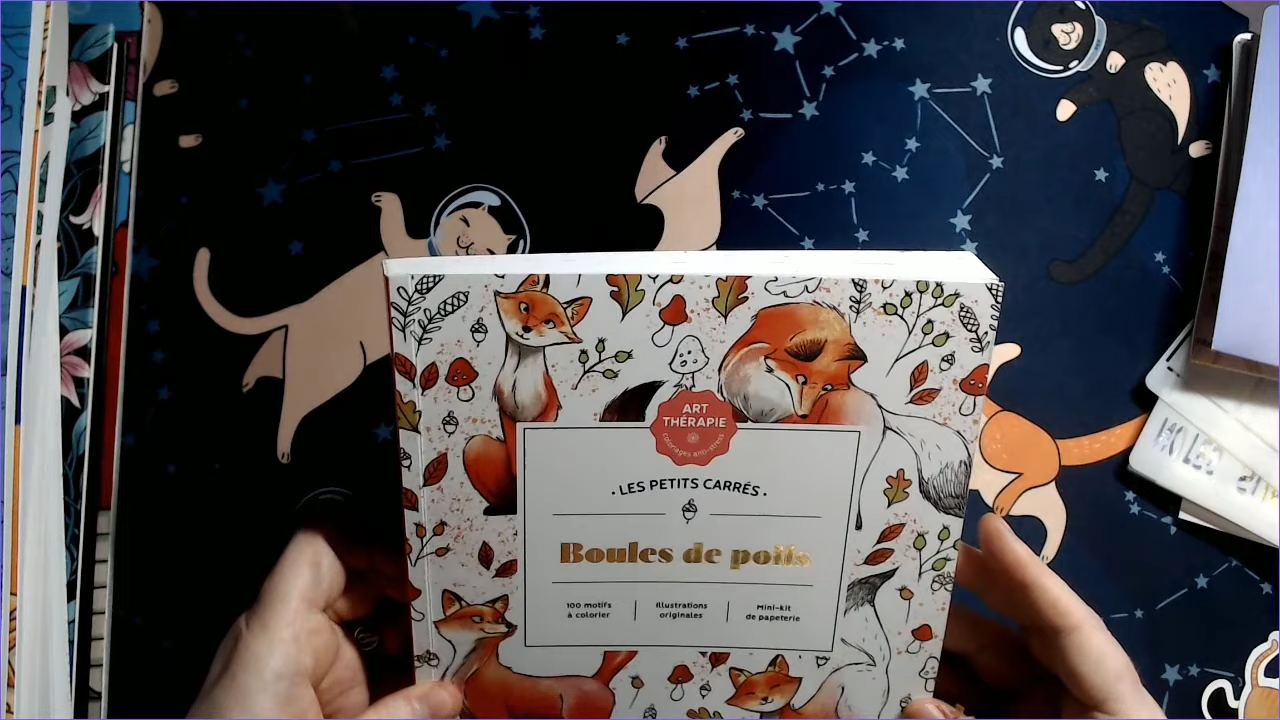 ART
THÉRAPIE
coloriages anti-stress
· LES PETITS CARRÉS ·
Boules de poils
100 motifs
à colorier
Illustrations
originales
Mini-kit
de papeterie